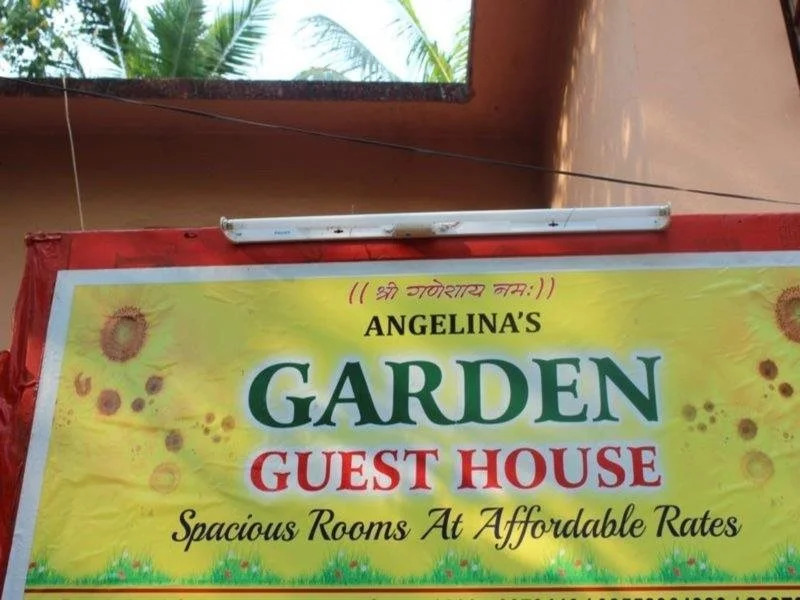 (( श्री गणेशाय नमः))
ANGELINA'S
GARDEN
GUEST HOUSE
Spacious Rooms At Affordable Rates